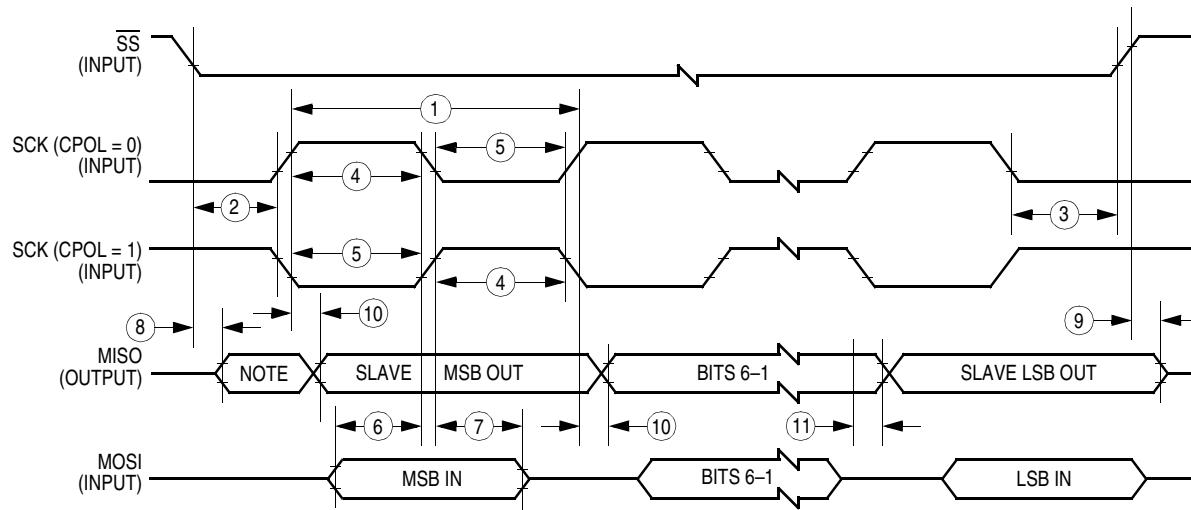 SS
(INPUT)
1
SCK (CPOL = 0)
(INPUT)
5
4
2
3
SCK (CPOL = 1)
(INPUT)
5
4
8
10
9
MISO
(OUTPUT)
NOTE
SLAVE
MSB OUT
BITS 6–1
SLAVE LSB OUT
6
7
10
11
MOSI
(INPUT)
MSB IN
BITS 6–1
LSB IN